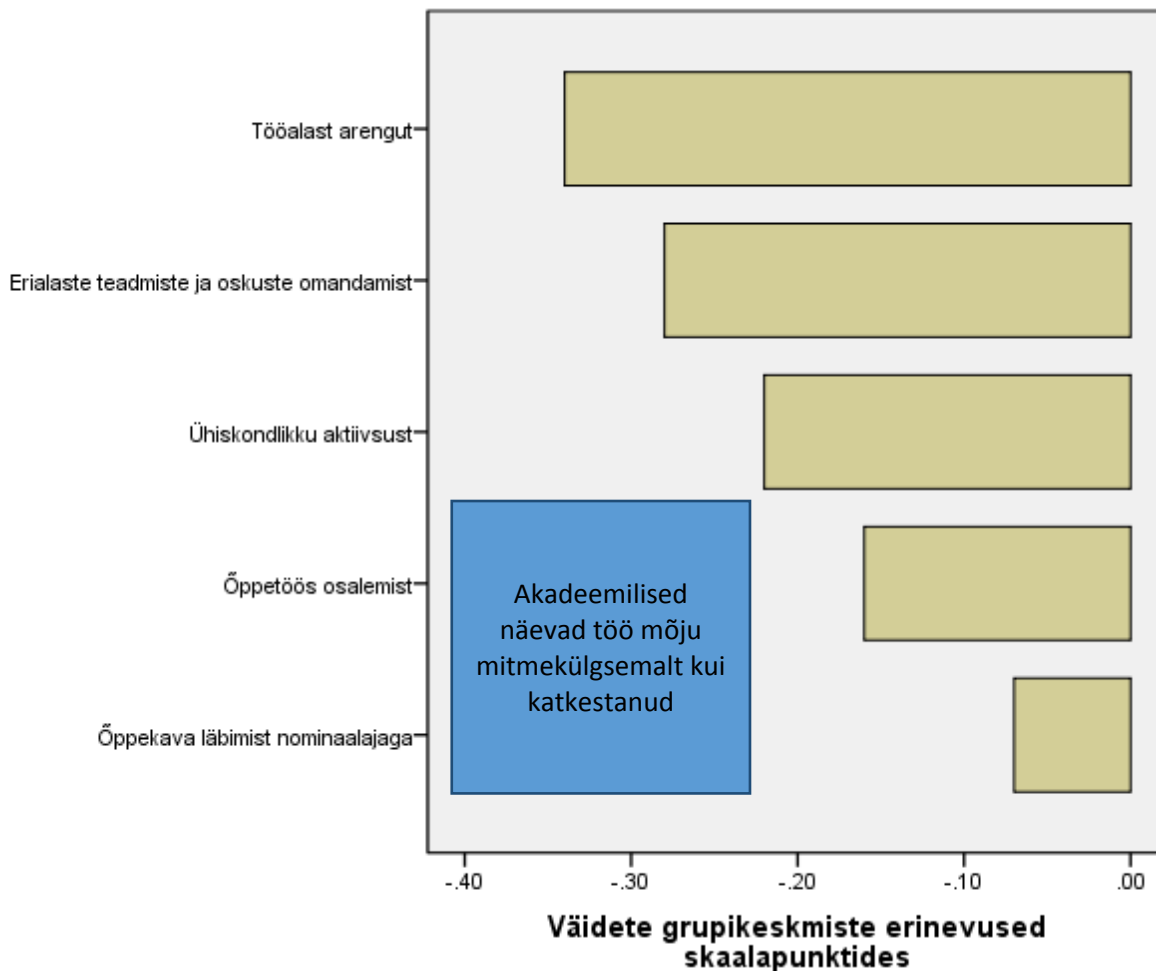 Tööalast arengut
Erialaste teadmiste ja oskuste omandamist
Ühiskondlikku aktiivsust
Õppetöös osalemist
Õppekava läbimist nominaalajaga
Akadeemilised
näevad töö mõju
mitmekülgsemalt kui
katkestanud
-.40 -.30 -.20 -.10 .00
Väidete grupikeskmiste erinevused
skaalapunktides